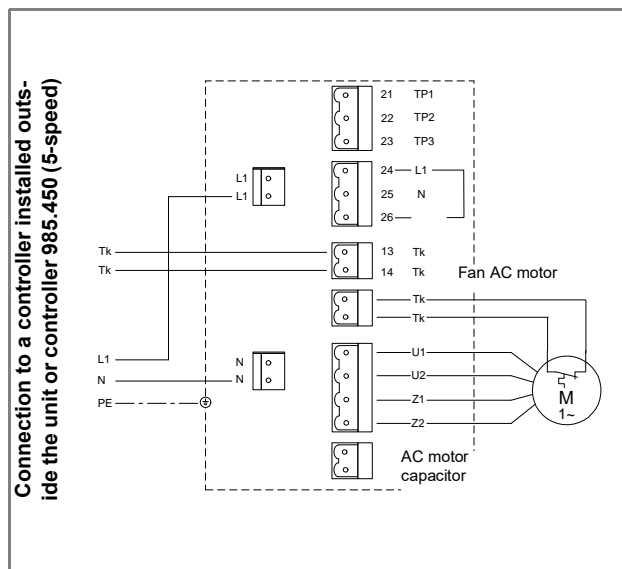 Connection to a controller installed outs-
ide the unit or controller 985.450 (5-speed)
21 TP1
22 TP2
23 TP3
L1
L1
24 L1
25 N
26
Tk
Tk
13 Tk
14 Tk
Fan AC motor
Tk
Tk
L1
N
PE
N
N
U1
U2
Z1
Z2
M
1~
AC motor
capacitor